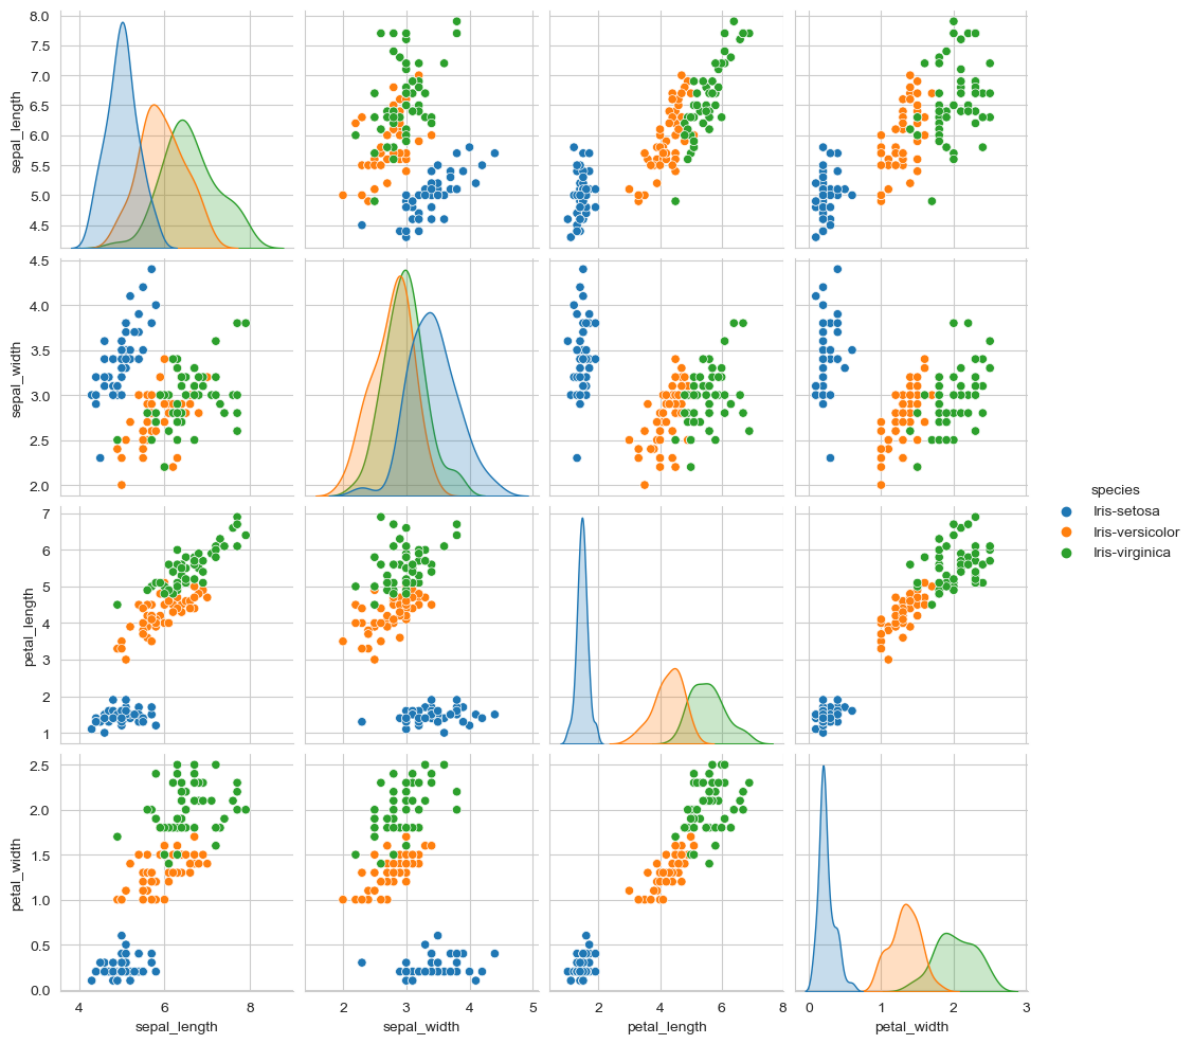 8.0
7.5
7.0
6.5
6.0
5.5
5.0
4.5
sepal_length
4.5
4.0
3.5
3.0
2.5
2.0
sepal_width
species
Iris-setosa
Iris-versicolor
Iris-virginica
7
6
5
4
3
2
1
petal_length
2.5
2.0
1.5
1.0
0.5
0.0
petal_width
4 6 8 2 3 4 5 2 4 6 8 0 1 2 3
sepal_length sepal_width petal_length petal_width